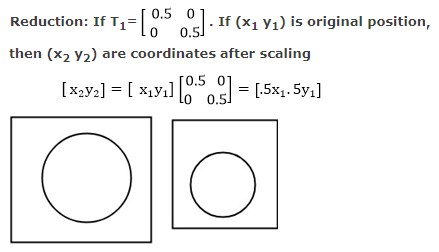 Reduction: If T₁=[0.5 0
0 0.5]. If (x₁ y₁) is original position,
then (x₂ y₂) are coordinates after scaling
[x₂y₂] = [ x₁y₁] [0.5 0
0 0.5] = [.5x₁.5y₁]